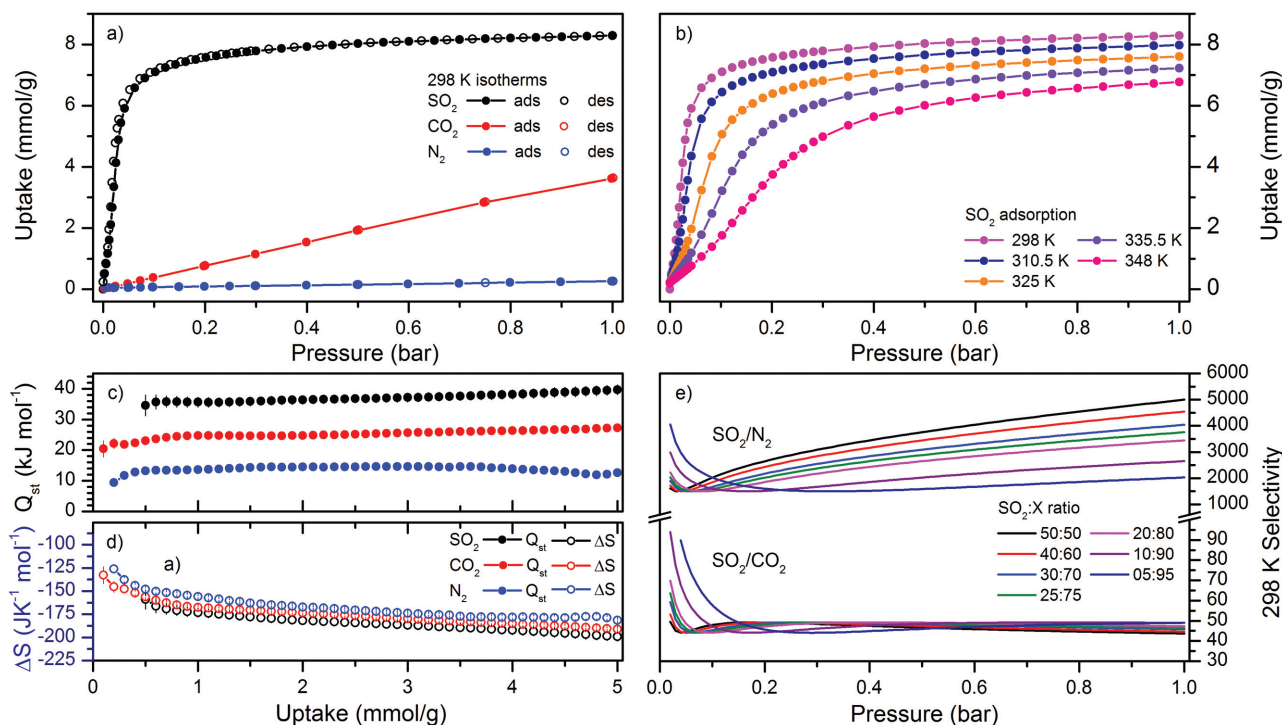 a)
298 K isotherms
SO2 ads des
CO2 ads des
N2 ads des
Uptake (mmol/g)
8
6
4
2
0
0.0 0.2 0.4 0.6 0.8 1.0
Pressure (bar)
b)
SO2 adsorption
298 K 335.5 K
310.5 K 348 K
325 K
Uptake (mmol/g)
8
6
4
2
0
0.0 0.2 0.4 0.6 0.8 1.0
Pressure (bar)
c)
Qst (kJ mol-1)
40
30
20
10
0
d)
a)
SO2 Qst ΔS
CO2 Qst ΔS
N2 Qst ΔS
ΔS (JK-1 mol-1)
-100
-125
-150
-175
-200
-225
0 1 2 3 4 5
Uptake (mmol/g)
e)
SO2/N2
SO2:X ratio
50:50 20:80
40:60 10:90
30:70 05:95
25:75
SO2/CO2
6000
5000
4000
3000
2000
1000
90
80
70
60
50
40
30
298 K Selectivity
0.0 0.2 0.4 0.6 0.8 1.0
Pressure (bar)